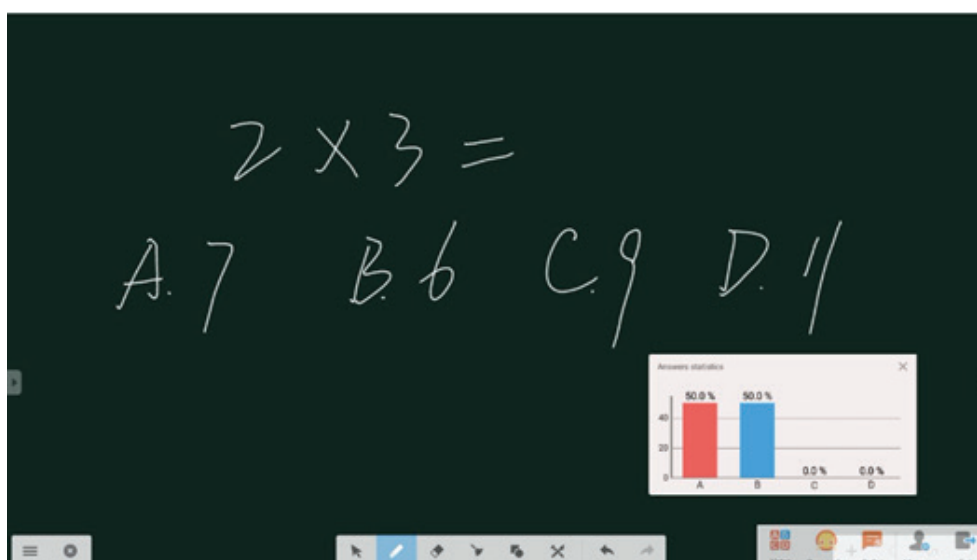 2 × 3 =
A. 7 B. 6 C. 9 D. 11
Answers statistics
50.0 % 50.0 %
40
20
0.0 % 0.0 %
0
A B C D